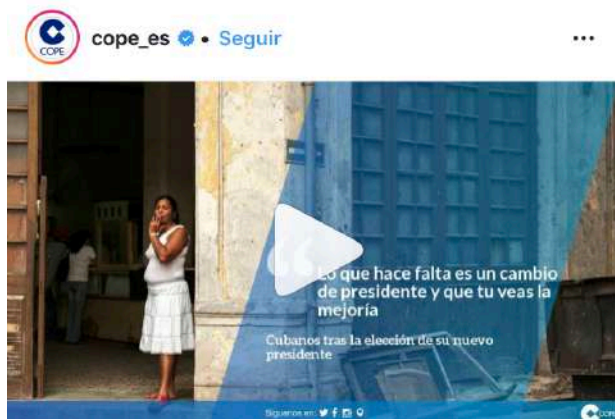 COPE
cope_es • Seguir
...
“
Lo que hace falta es un cambio
de presidente y que tu veas la
mejoría
Cubanos tras la elección de su nuevo
presidente
Síguenos en:
COPE